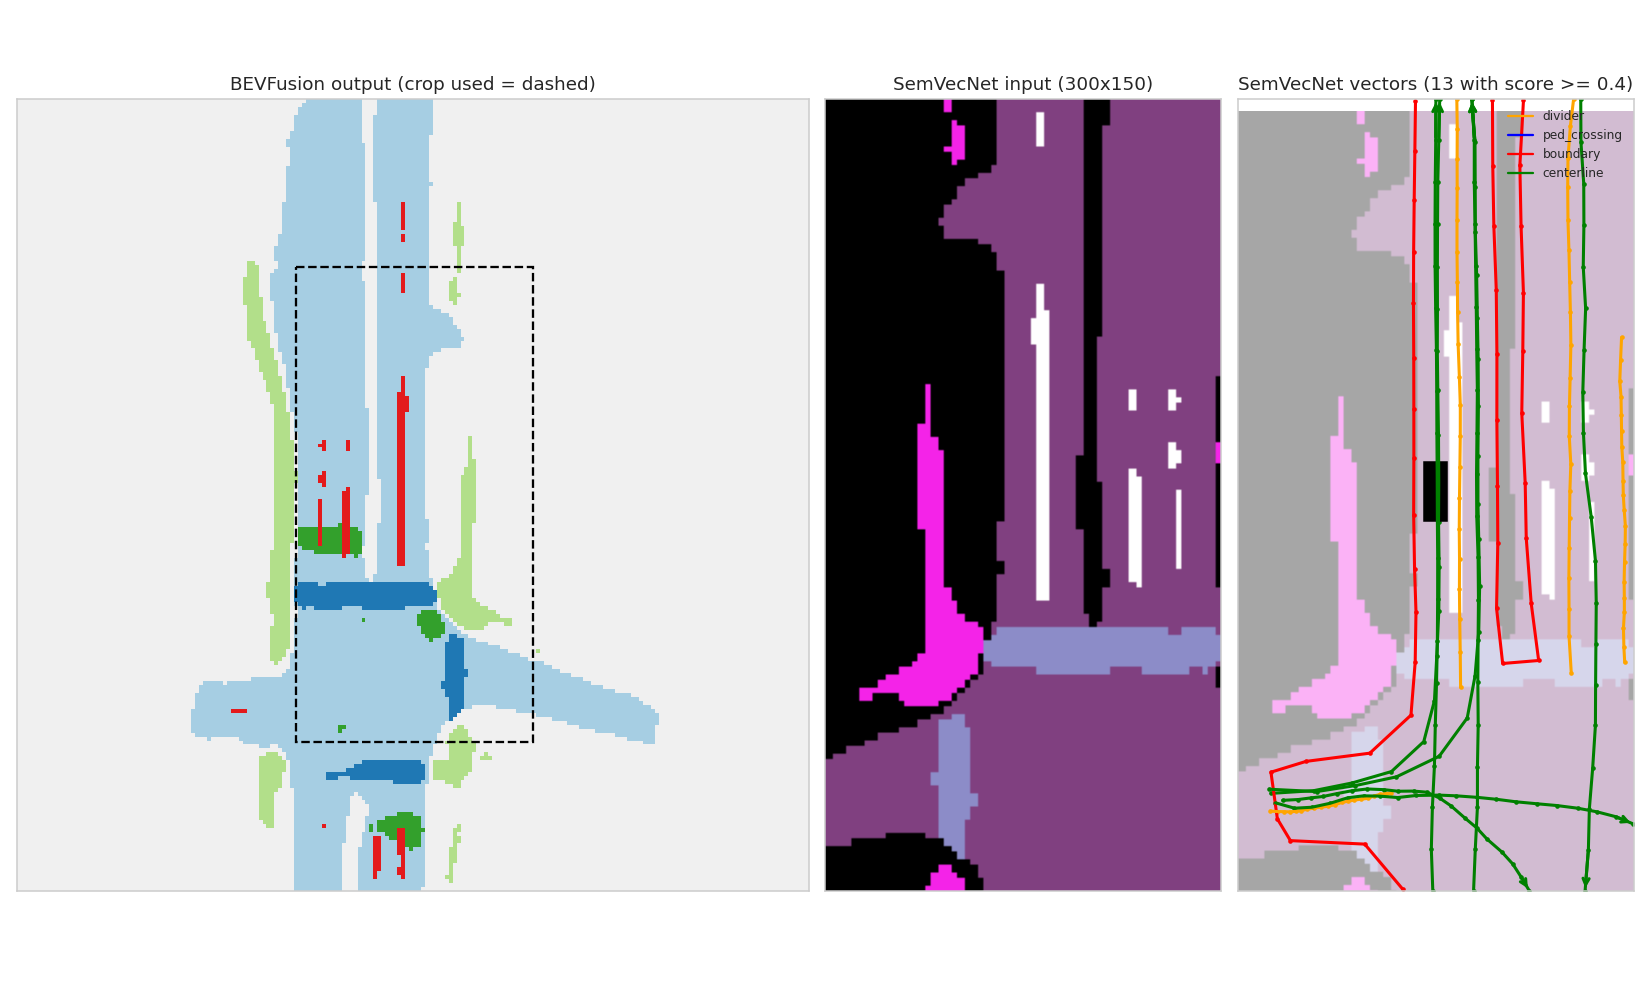 BEVFusion output (crop used = dashed)
SemVecNet input (300x150)
SemVecNet vectors (13 with score >= 0.4)
divider
ped_crossing
boundary
centerline